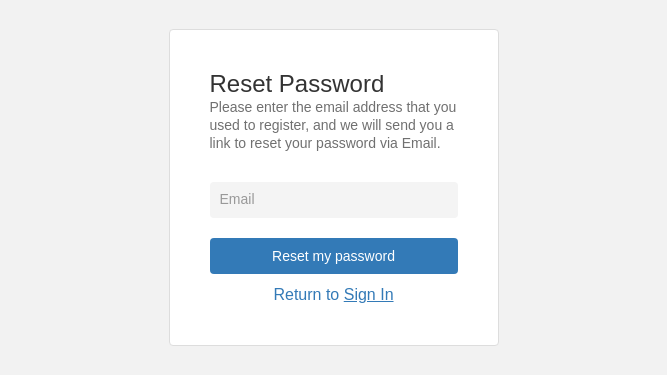 Reset Password
Please enter the email address that you
used to register, and we will send you a
link to reset your password via Email.
Email
Reset my password
Return to Sign In